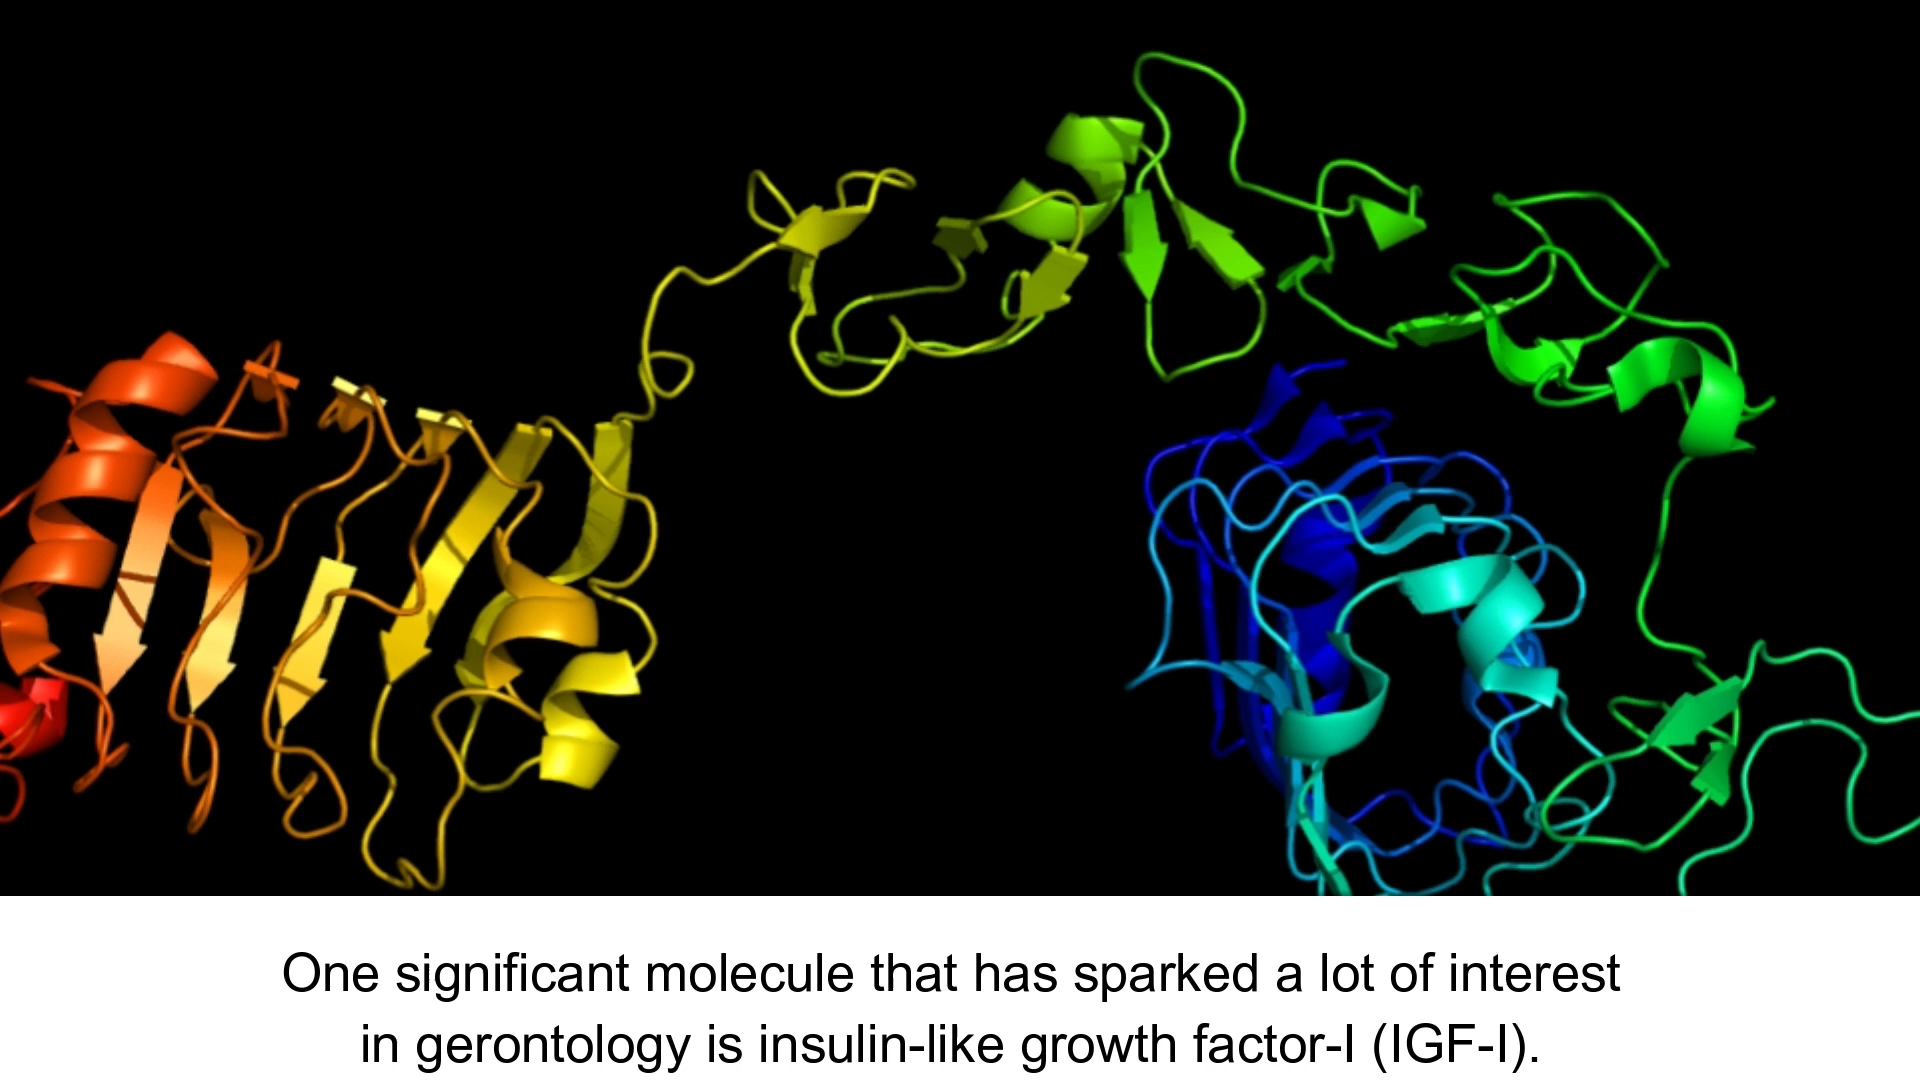 One significant molecule that has sparked a lot of interest
in gerontology is insulin-like growth factor-I (IGF-I).